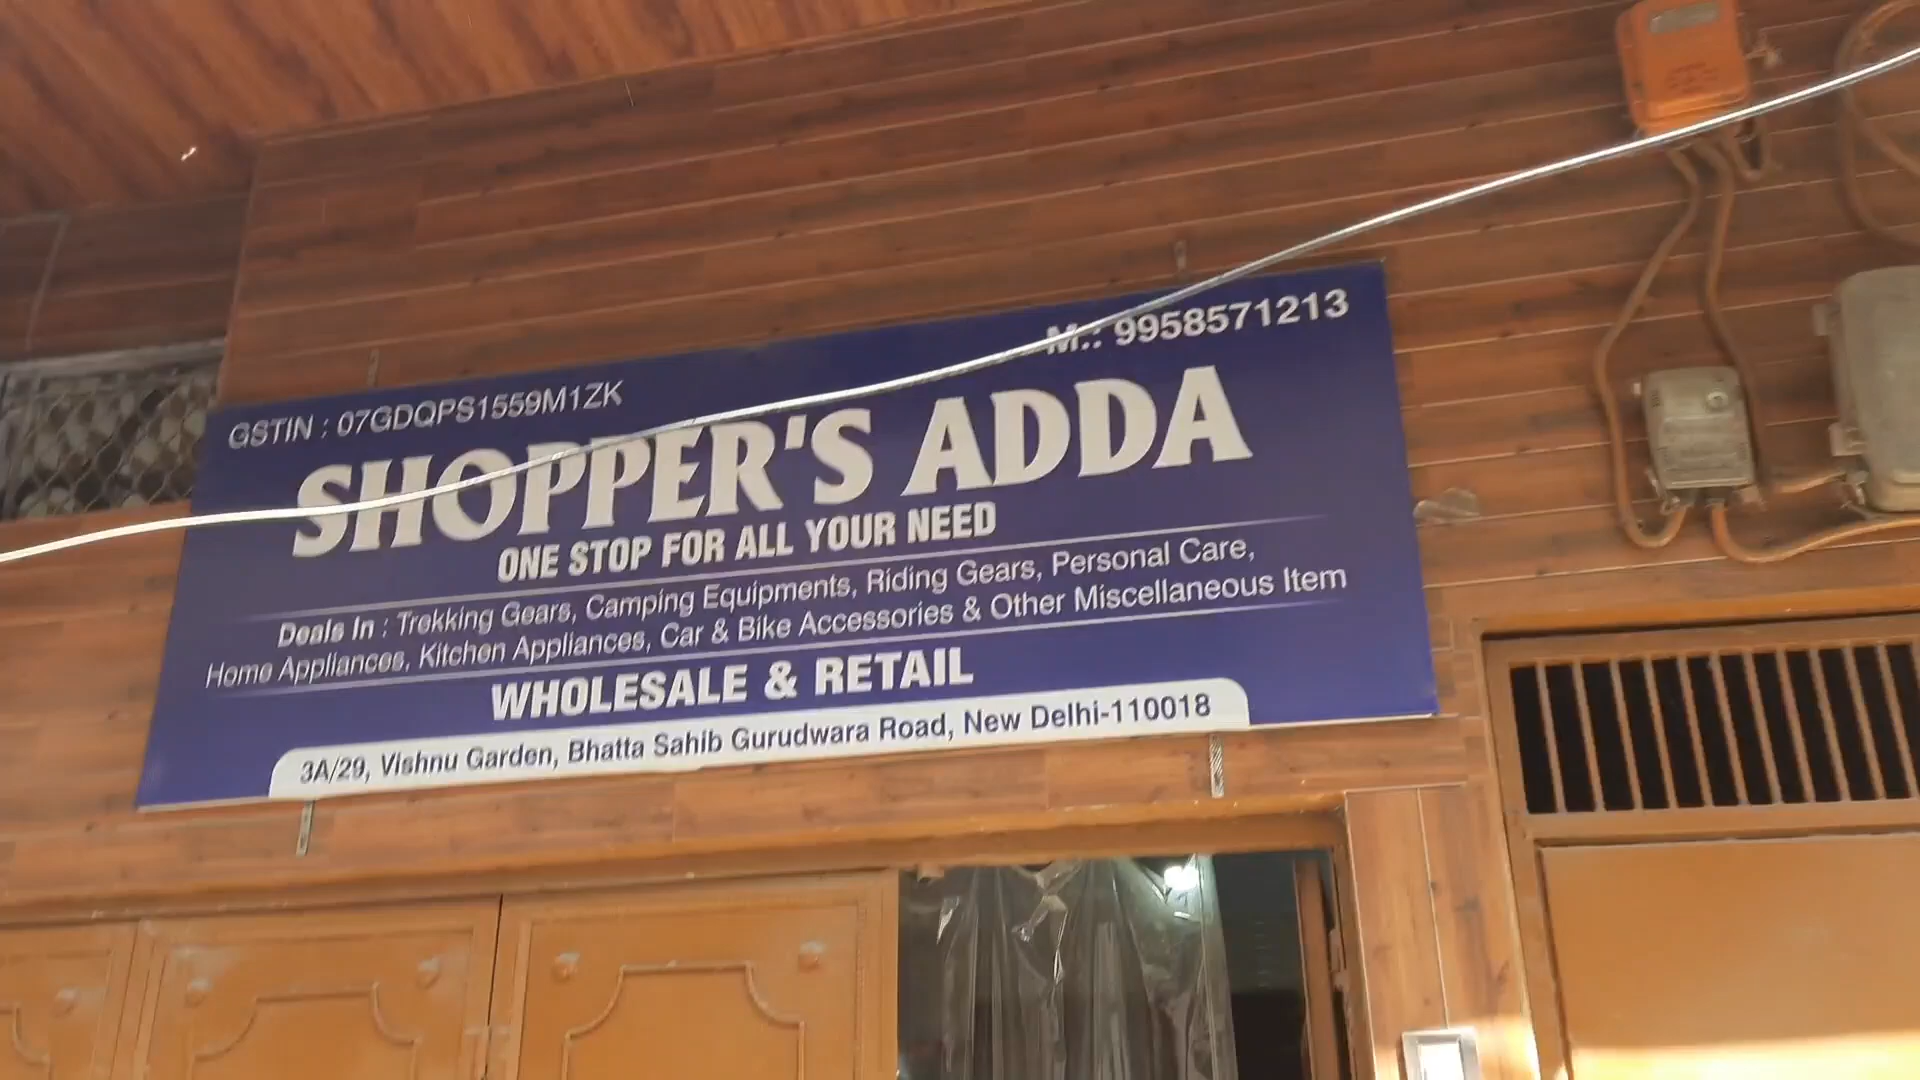 GSTIN : 07GDQPS1559M1ZK
M.: 9958571213
SHOPPER'S ADDA
ONE STOP FOR ALL YOUR NEED
Deals In : Trekking Gears, Camping Equipments, Riding Gears, Personal Care,
Home Appliances, Kitchen Appliances, Car & Bike Accessories & Other Miscellaneous Item
WHOLESALE & RETAIL
3A/29, Vishnu Garden, Bhatta Sahib Gurudwara Road, New Delhi-110018